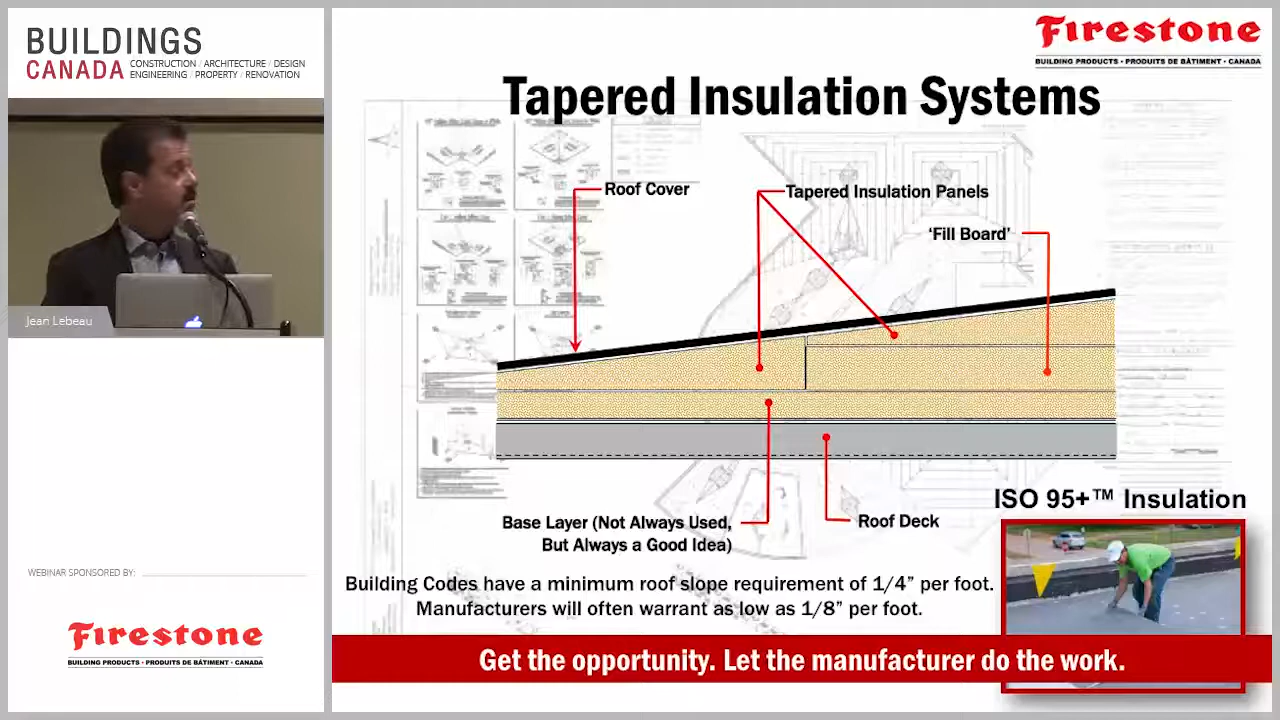 BUILDINGS
CANADA
CONSTRUCTION / ARCHITECTURE / DESIGN
ENGINEERING / PROPERTY / RENOVATION
Jean Lebeau
WEBINAR SPONSORED BY:
Firestone
BUILDING PRODUCTS • PRODUITS DE BÂTIMENT • CANADA
Firestone
BUILDING PRODUCTS • PRODUITS DE BÂTIMENT • CANADA
Tapered Insulation Systems
Roof Cover
Tapered Insulation Panels
‘Fill Board’
Base Layer (Not Always Used,
But Always a Good Idea)
Roof Deck
ISO 95+™ Insulation
Building Codes have a minimum roof slope requirement of 1/4” per foot.
Manufacturers will often warrant as low as 1/8” per foot.
Get the opportunity. Let the manufacturer do the work.